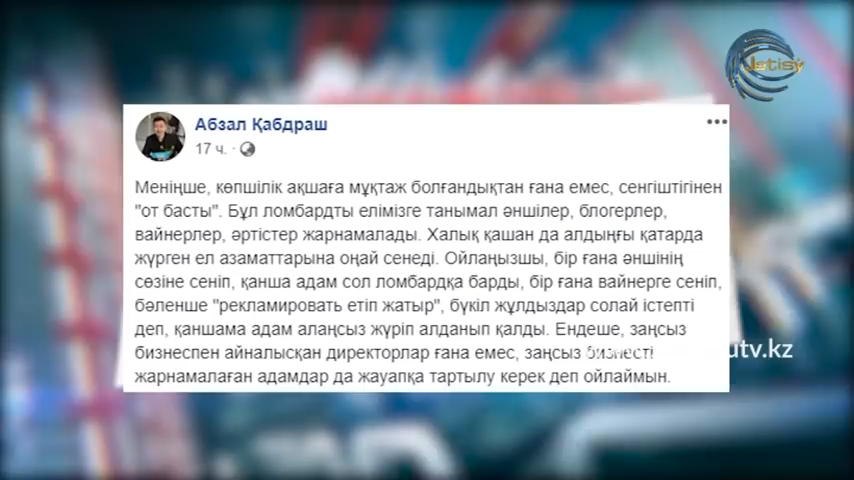 Jetisý
Абзал Қабдраш
17 ч.
Меніңше, көпшілік ақшаға мұқтаж болғандықтан ғана емес, сенгіштігінен
"от басты". Бұл ломбардты елімізге танымал әншілер, блогерлер,
вайнерлер, әртістер жарнамалады. Халық қашан да алдыңғы қатарда
жүрген ел азаматтарына оңай сенеді. Ойлаңызшы, бір ғана әншінің
сөзіне сеніп, қанша адам сол ломбардқа барды, бір ғана вайнерге сеніп,
бәленше "рекламировать етіп жатыр", бүкіл жұлдыздар солай істепті
деп, қаншама адам алаңсыз жүріп алданып қалды. Ендеше, заңсыз
бизнеспен айналысқан директорлар ғана емес, заңсыз бизнесті
жарнамалаған адамдар да жауапқа тартылу керек деп ойлаймын.
utv.kz